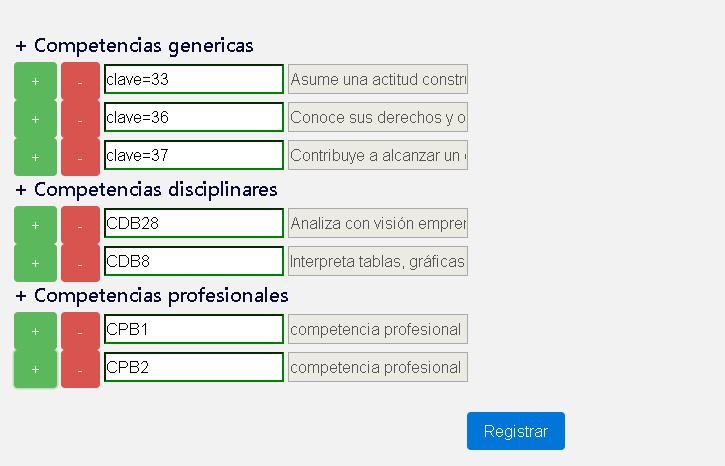 + Competencias genericas
+ - clave=33 Asume una actitud constru
+ - clave=36 Conoce sus derechos y o
+ - clave=37 Contribuye a alcanzar un
+ Competencias disciplinares
+ - CDB28 Analiza con visión empren
+ - CDB8 Interpreta tablas, gráficas
+ Competencias profesionales
+ - CPB1 competencia profesional
+ - CPB2 competencia profesional
Registrar